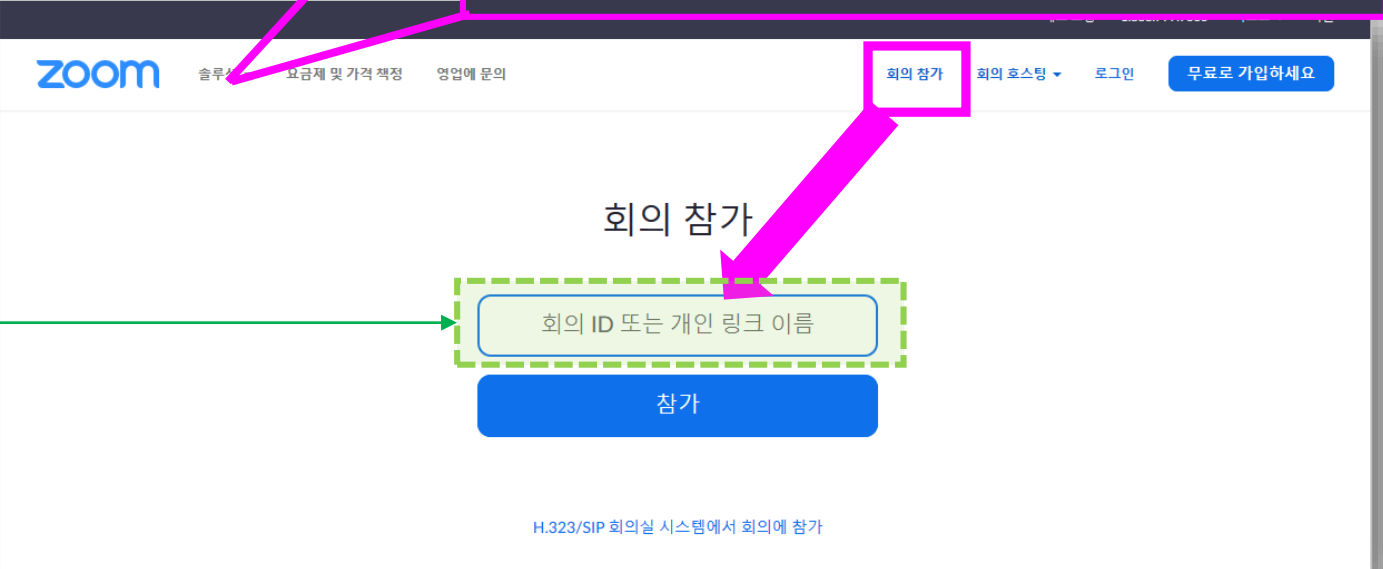 zoom
요금제 및 가격 책정
영업에 문의
회의 참가
회의 호스팅
로그인
무료로 가입하세요
회의 참가
회의 ID 또는 개인 링크 이름
참가
H.323/SIP 회의실 시스템에서 회의에 참가